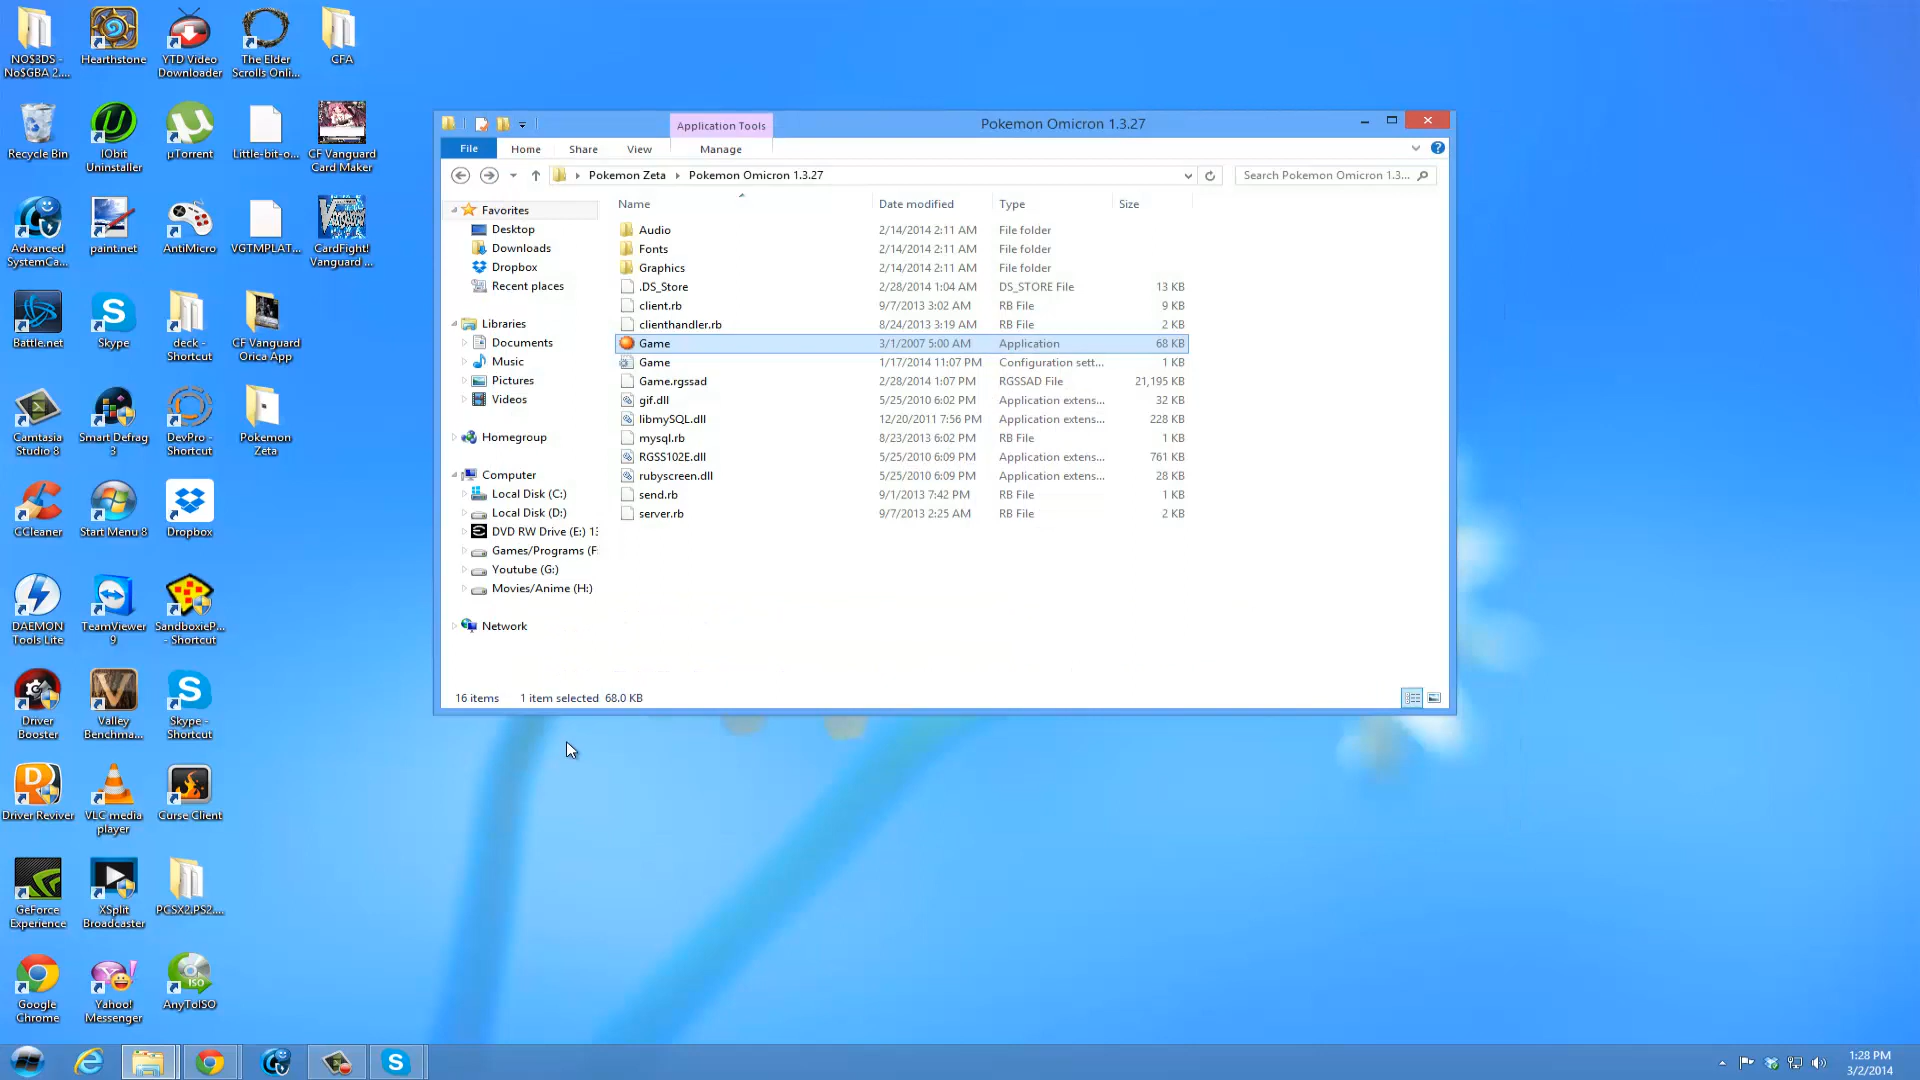 NO$3DS -
No$GBA 2....
Hearthstone
YTD Video
Downloader
The Elder
Scrolls Onli...
CFA
Recycle Bin
IObit
Uninstaller
µTorrent
Little-bit-o...
CF Vanguard
Card Maker
Advanced
SystemCa...
paint.net
AntiMicro
VGTMPLAT...
CardFight!
Vanguard ...
Battle.net
Skype
deck -
Shortcut
CF Vanguard
Orica App
Camtasia
Studio 8
Smart Defrag
3
DevPro -
Shortcut
Pokemon
Zeta
CCleaner
Start Menu 8
Dropbox
DAEMON
Tools Lite
TeamViewer
9
SandboxieP...
- Shortcut
Driver
Booster
Valley
Benchma...
Skype -
Shortcut
Driver Reviver
VLC media
player
Curse Client
GeForce
Experience
XSplit
Broadcaster
PCSX2.PS2....
Google
Chrome
Yahoo!
Messenger
ISO
AnyToISO
Application Tools
Pokemon Omicron 1.3.27
File
Home
Share
View
Manage
Pokemon Zeta
Pokemon Omicron 1.3.27
Search Pokemon Omicron 1.3...
Favorites
Desktop
Downloads
Dropbox
Recent places
Libraries
Documents
Music
Pictures
Videos
Homegroup
Computer
Local Disk (C:)
Local Disk (D:)
DVD RW Drive (E:) 13
Games/Programs (F
Youtube (G:)
Movies/Anime (H:)
Network
Name Date modified Type Size
Audio 2/14/2014 2:11 AM File folder
Fonts 2/14/2014 2:11 AM File folder
Graphics 2/14/2014 2:11 AM File folder
.DS_Store 2/28/2014 1:04 AM DS_STORE File 13 KB
client.rb 9/7/2013 3:02 AM RB File 9 KB
clienthandler.rb 8/24/2013 3:19 AM RB File 2 KB
Game 3/1/2007 5:00 AM Application 68 KB
Game 1/17/2014 11:07 PM Configuration sett... 1 KB
Game.rgssad 2/28/2014 1:07 PM RGSSAD File 21,195 KB
gif.dll 5/25/2010 6:02 PM Application extens... 32 KB
libmySQL.dll 12/20/2011 7:56 PM Application extens... 228 KB
mysql.rb 8/23/2013 6:02 PM RB File 1 KB
RGSS102E.dll 5/25/2010 6:09 PM Application extens... 761 KB
rubyscreen.dll 5/25/2010 6:09 PM Application extens... 28 KB
send.rb 9/1/2013 7:42 PM RB File 1 KB
server.rb 9/7/2013 2:25 AM RB File 2 KB
16 items 1 item selected 68.0 KB
1:28 PM
3/2/2014